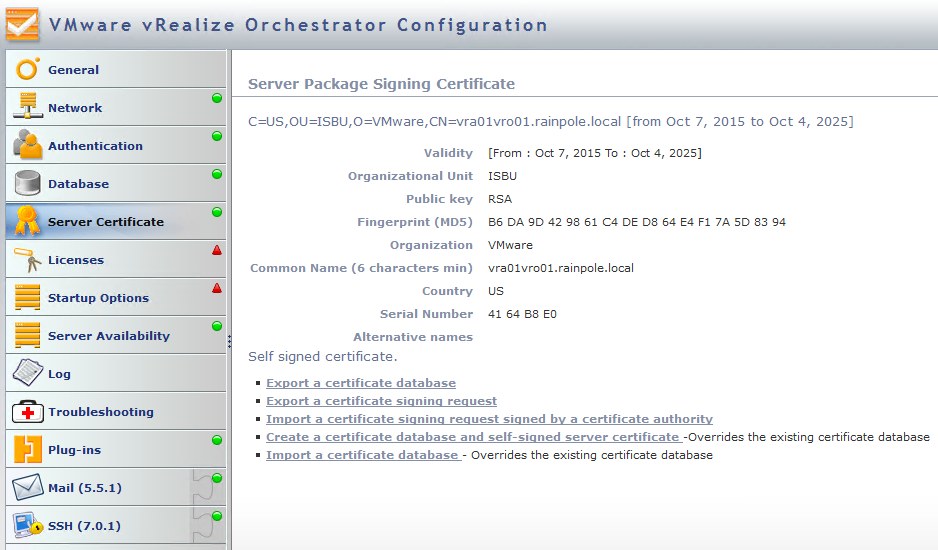 VMware vRealize Orchestrator Configuration
General
Network
Authentication
Database
Server Certificate
Licenses
Startup Options
Server Availability
Log
Troubleshooting
Plug-ins
Mail (5.5.1)
SSH (7.0.1)
Server Package Signing Certificate
C=US,OU=ISBU,O=VMware,CN=vra01vro01.rainpole.local [from Oct 7, 2015 to Oct 4, 2025]
Validity [From : Oct 7, 2015 To : Oct 4, 2025]
Organizational Unit ISBU
Public key RSA
Fingerprint (MD5) B6 DA 9D 42 98 61 C4 DE D8 64 E4 F1 7A 5D 83 94
Organization VMware
Common Name (6 characters min) vra01vro01.rainpole.local
Country US
Serial Number 41 64 B8 E0
Alternative names
Self signed certificate.
Export a certificate database
Export a certificate signing request
Import a certificate signing request signed by a certificate authority
Create a certificate database and self-signed server certificate -Overrides the existing certificate database
Import a certificate database - Overrides the existing certificate database